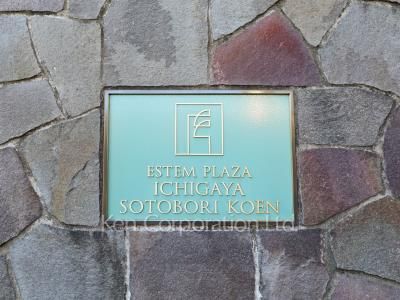 ESTEM PLAZA
ICHIGAYA
SOTOBORI KOEN
Ken Corporation Ltd